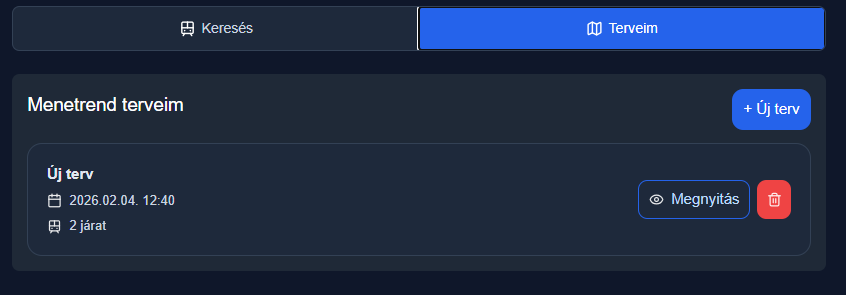 Keresés
Terveim
Menetrend terveim
+ Új terv
Új terv
2026.02.04. 12:40
Megnyitás
2 járat